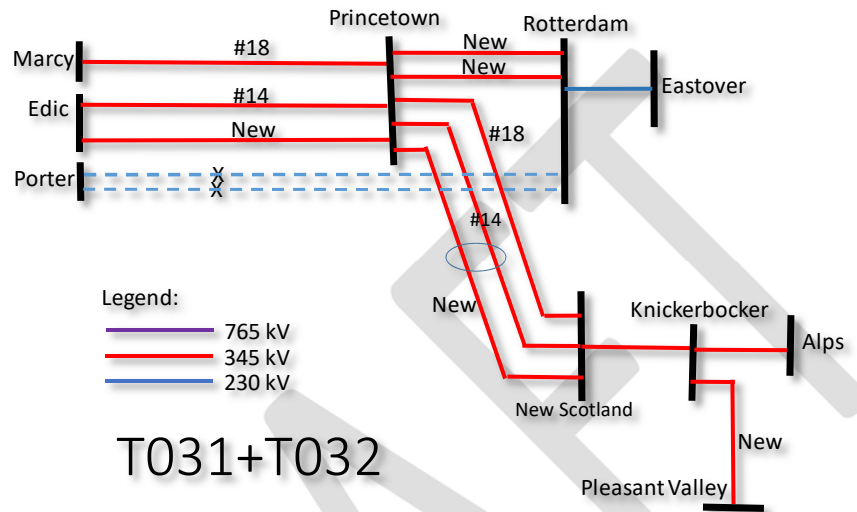 Princetown
Rotterdam
Marcy
#18
New
New
Eastover
Edic
#14
New
#18
Porter
X
X
#14
New
Legend:
765 kV
345 kV
230 kV
Knickerbocker
Alps
New Scotland
New
Pleasant Valley
T031+T032
DRAFT